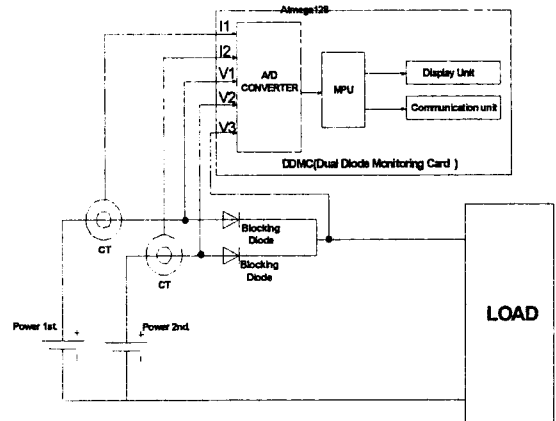 Atmega128
I1
I2
V1
V2
V3
A/D
CONVERTER
MPU
Display Unit
Communication unit
DDMC(Dual Diode Monitoring Card )
CT
CT
Blocking
Diode
Blocking
Diode
Power 1st.
+
Power 2nd.
+
LOAD